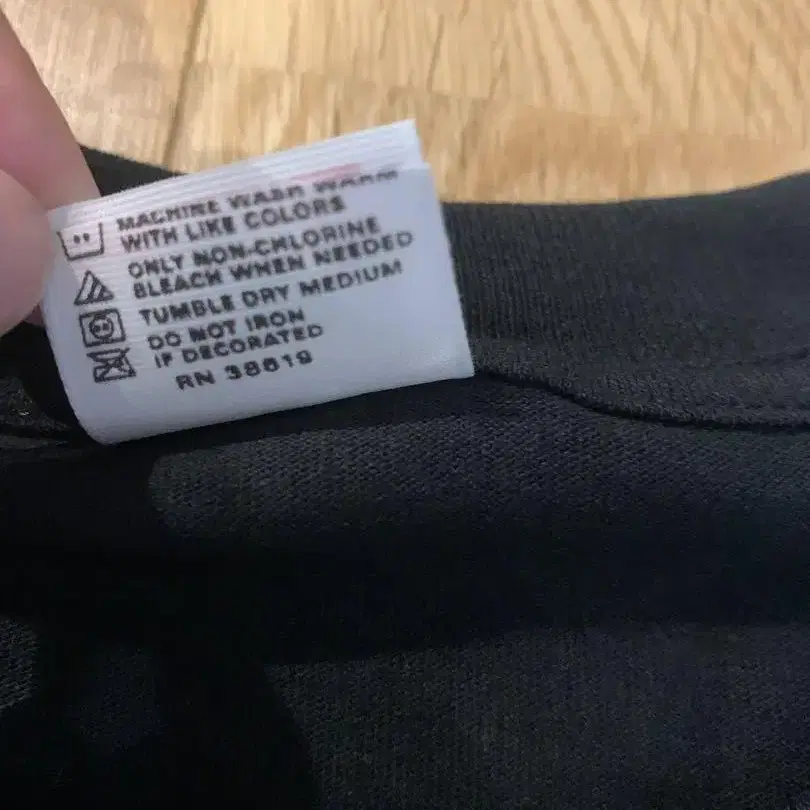 MACHINE WASH WARM
WITH LIKE COLORS
ONLY NON-CHLORINE
BLEACH WHEN NEEDED
TUMBLE DRY MEDIUM
DO NOT IRON
IF DECORATED
RN 38619